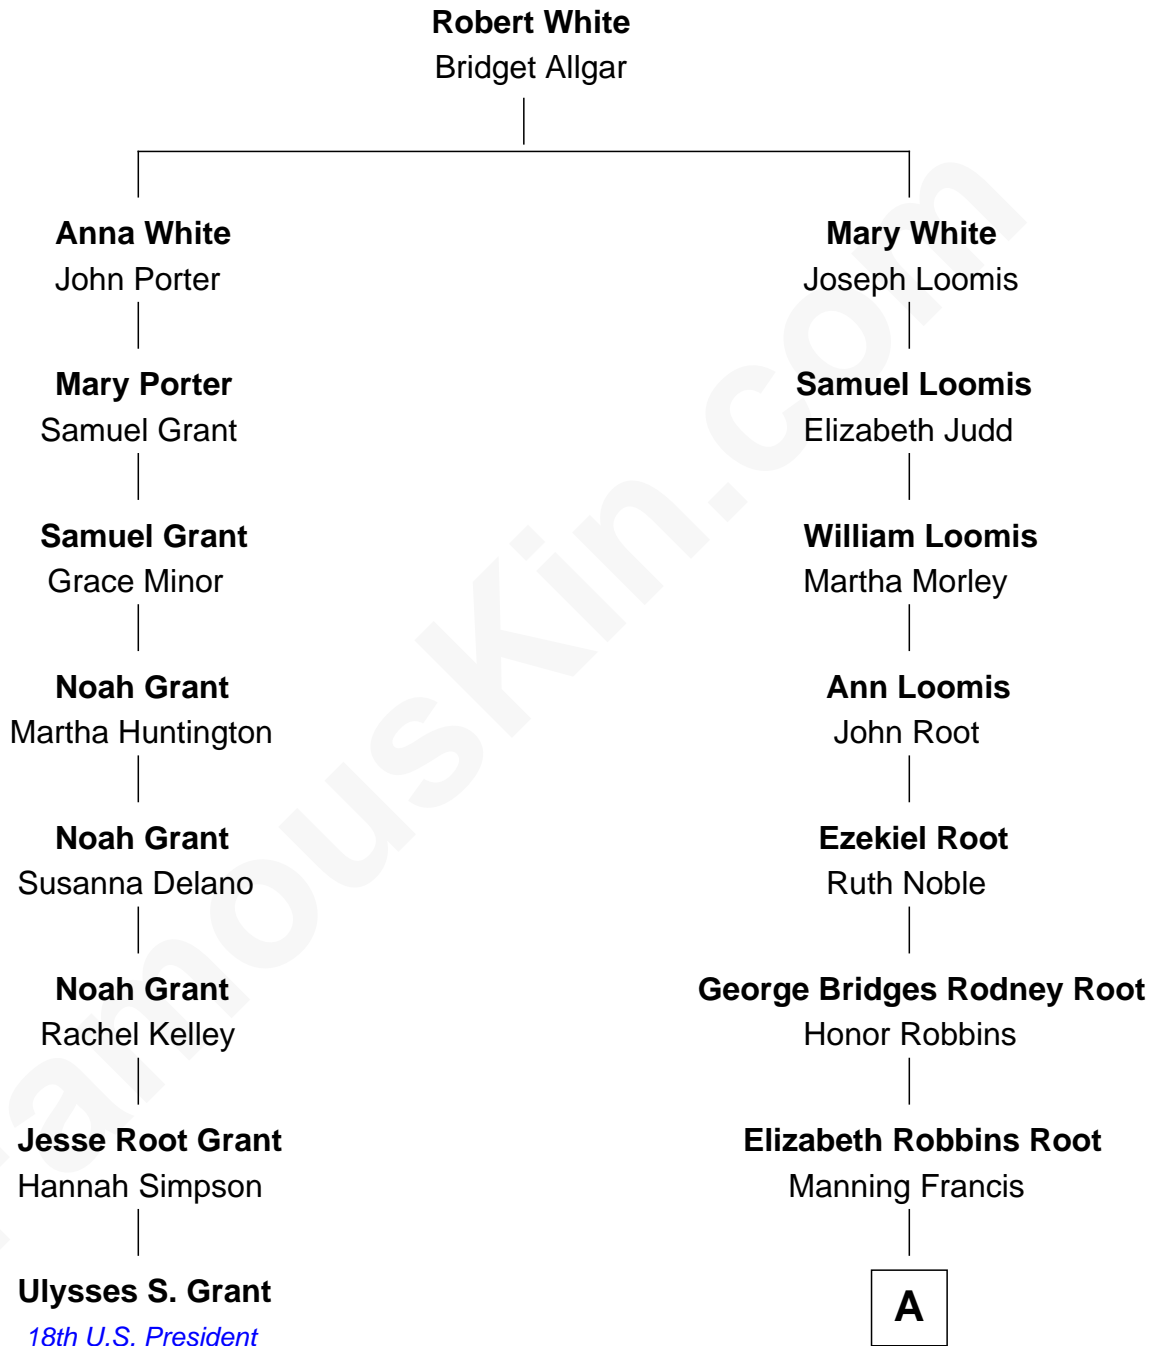 Robert White
Bridget Allgar
Anna White
John Porter
Mary White
Joseph Loomis
Mary Porter
Samuel Grant
Samuel Loomis
Elizabeth Judd
Samuel Grant
Grace Minor
William Loomis
Martha Morley
Noah Grant
Martha Huntington
Ann Loomis
John Root
Noah Grant
Susanna Delano
Ezekiel Root
Ruth Noble
Noah Grant
Rachel Kelley
George Bridges Rodney Root
Honor Robbins
Jesse Root Grant
Hannah Simpson
Elizabeth Robbins Root
Manning Francis
Ulysses S. Grant
18th U.S. President
A
FamousKin.com